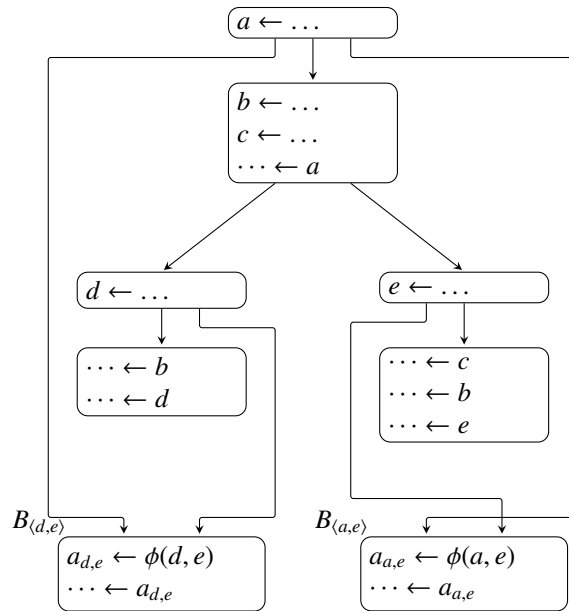 a ← …
b ← …
c ← …
⋯ ← a
d ← …
e ← …
⋯ ← b
⋯ ← d
⋯ ← c
⋯ ← b
⋯ ← e
B⟨d,e⟩
B⟨a,e⟩
a_{d,e} ← ϕ(d, e)
⋯ ← a_{d,e}
a_{a,e} ← ϕ(a, e)
⋯ ← a_{a,e}